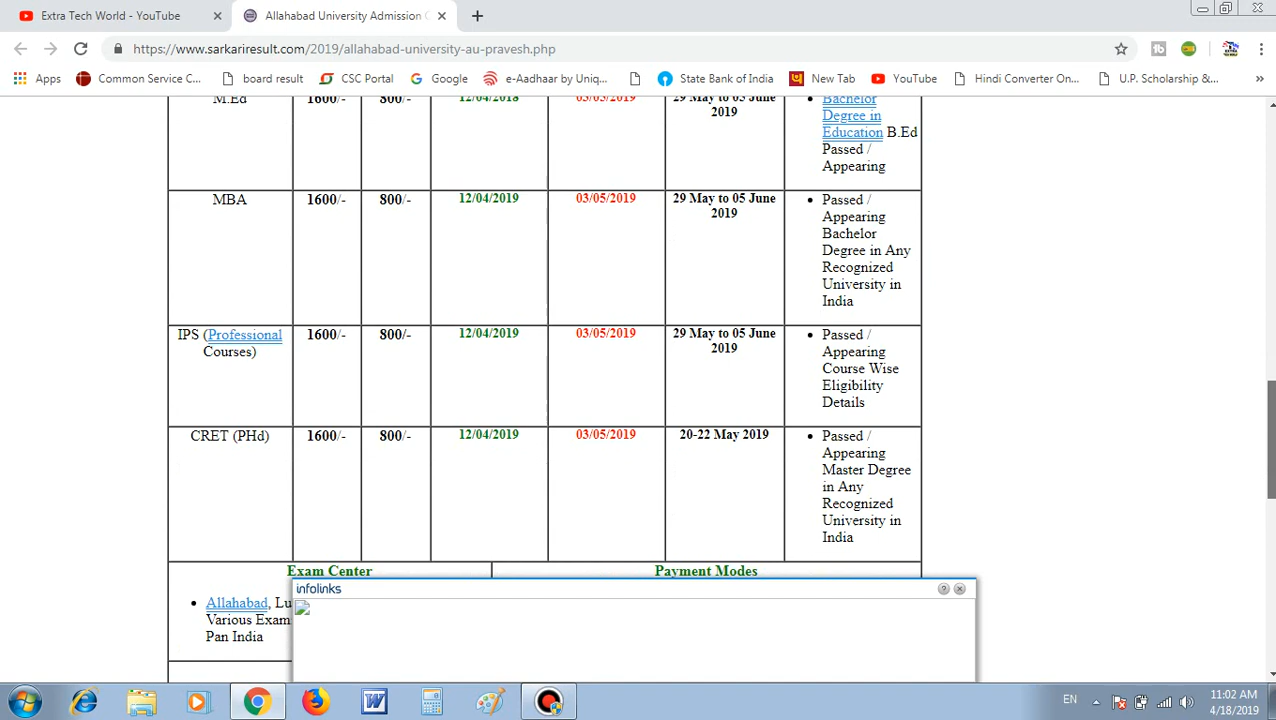 Extra Tech World - YouTube
Allahabad University Admission
https://www.sarkariresult.com/2019/allahabad-university-au-pravesh.php
Apps
Common Service C...
board result
CSC Portal
Google
e-Aadhaar by Uniq...
State Bank of India
New Tab
YouTube
Hindi Converter On...
U.P. Scholarship &...
»
M.Ed 1600/- 800/- 12/04/2018 03/05/2019 29 May to 05 June
2019
Bachelor
Degree in
Education B.Ed
Passed /
Appearing
MBA 1600/- 800/- 12/04/2019 03/05/2019 29 May to 05 June
2019
• Passed /
Appearing
Bachelor
Degree in Any
Recognized
University in
India
IPS (Professional
Courses)
1600/- 800/- 12/04/2019 03/05/2019 29 May to 05 June
2019
• Passed /
Appearing
Course Wise
Eligibility
Details
CRET (PHd) 1600/- 800/- 12/04/2019 03/05/2019 20-22 May 2019
• Passed /
Appearing
Master Degree
in Any
Recognized
University in
India
Exam Center
Payment Modes
• Allahabad, Lu
Various Exam
Pan India
infolinks
?
EN
11:02 AM
4/18/2019